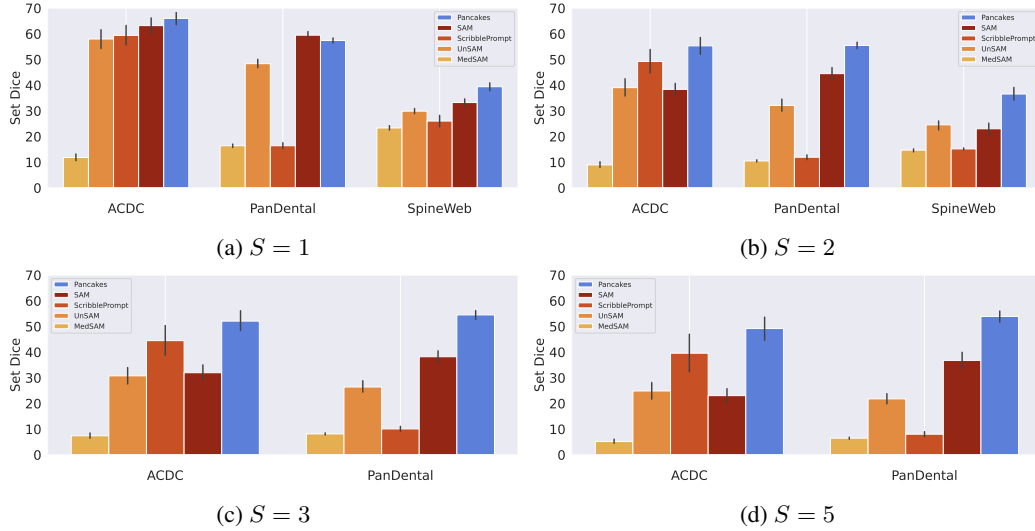 70
60
50
40
30
20
10
0
Set Dice
Pancakes
SAM
ScribblePrompt
UnSAM
MedSAM
ACDC
PanDental
SpineWeb
(a) S = 1
70
60
50
40
30
20
10
0
Set Dice
Pancakes
SAM
ScribblePrompt
UnSAM
MedSAM
ACDC
PanDental
SpineWeb
(b) S = 2
70
60
50
40
30
20
10
0
Set Dice
Pancakes
SAM
ScribblePrompt
UnSAM
MedSAM
ACDC
PanDental
(c) S = 3
70
60
50
40
30
20
10
0
Set Dice
Pancakes
SAM
ScribblePrompt
UnSAM
MedSAM
ACDC
PanDental
(d) S = 5